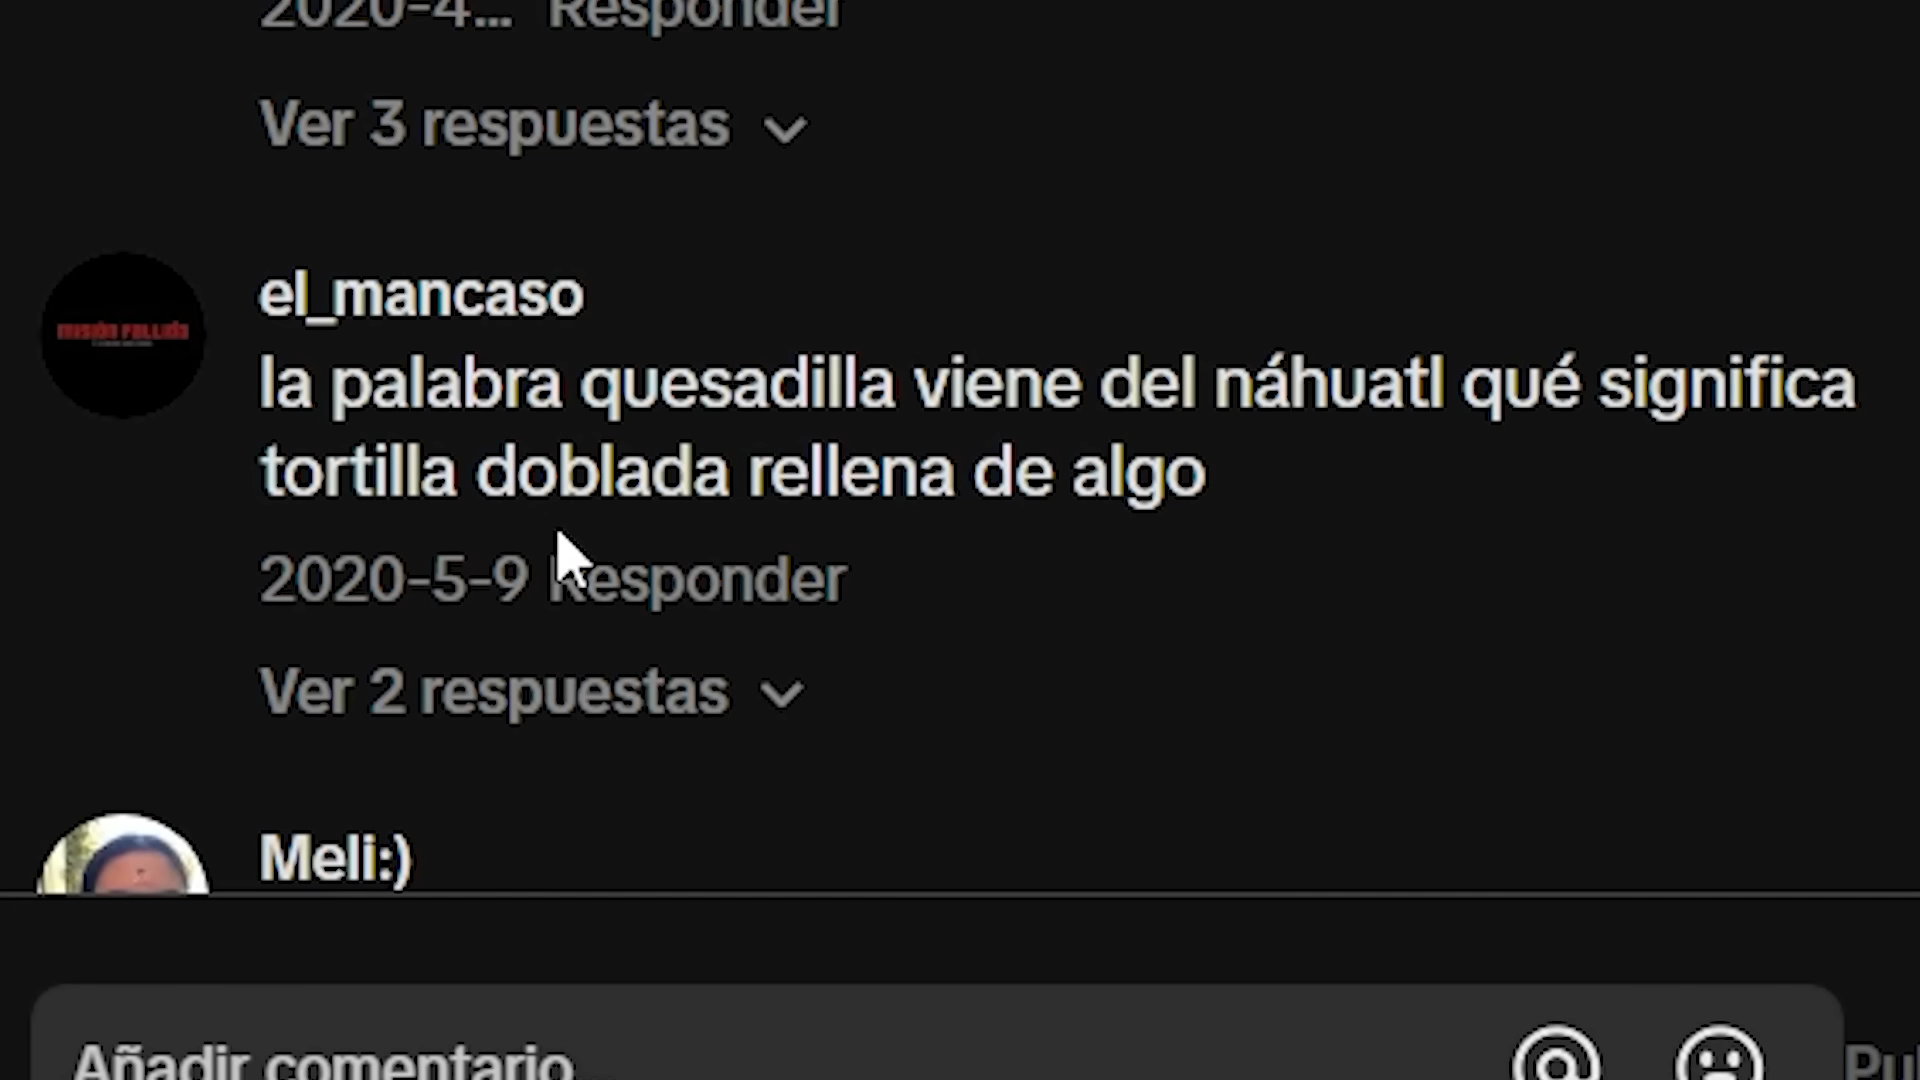 2020-4... Responder
Ver 3 respuestas
el_mancaso
la palabra quesadilla viene del náhuatl qué significa
tortilla doblada rellena de algo
2020-5-9 Responder
Ver 2 respuestas
Meli:)
Añadir comentario...